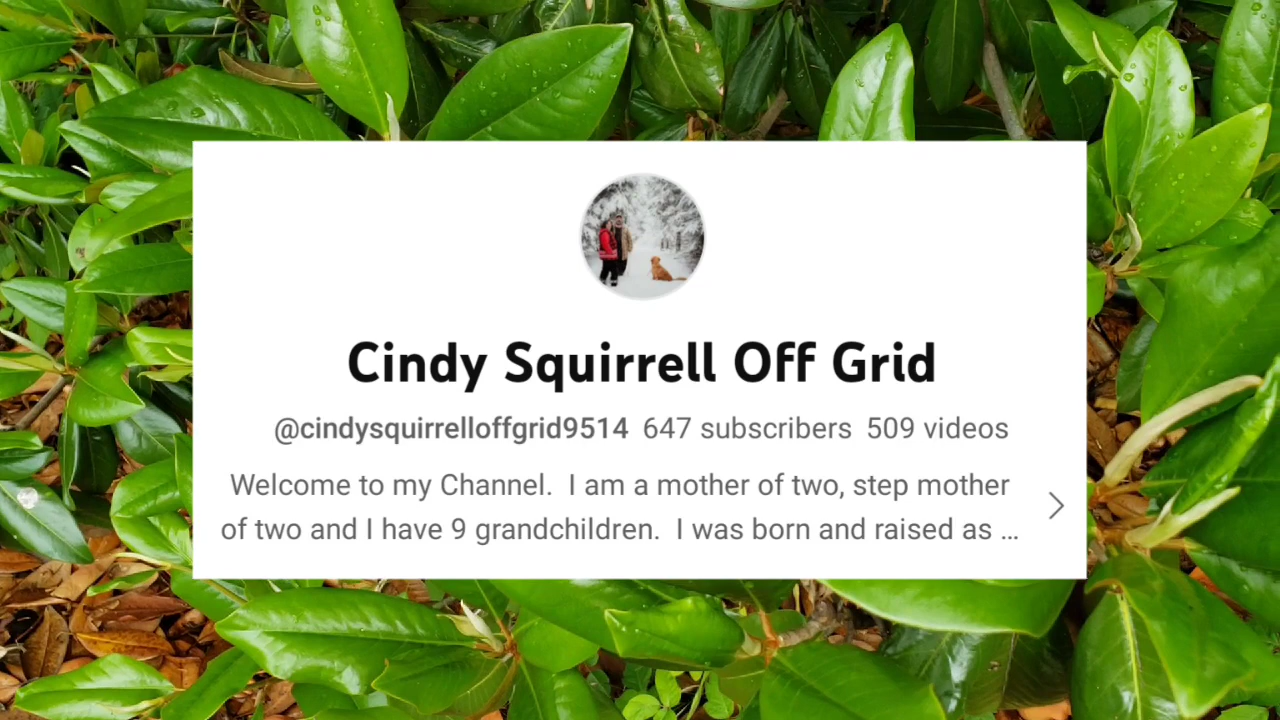 Cindy Squirrell Off Grid
@cindysquirrelloffgrid9514 647 subscribers 509 videos
Welcome to my Channel. I am a mother of two, step mother
of two and I have 9 grandchildren. I was born and raised as ...